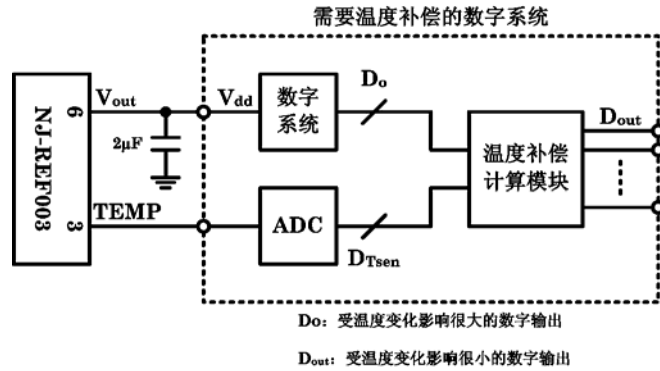 需要温度补偿的数字系统
NJ-REF003
6
Vout
2μF
3
TEMP
Vdd
数字
系统
Do
ADC
DTsen
温度补偿
计算模块
Dout
Do：受温度变化影响很大的数字输出
Dout：受温度变化影响很小的数字输出